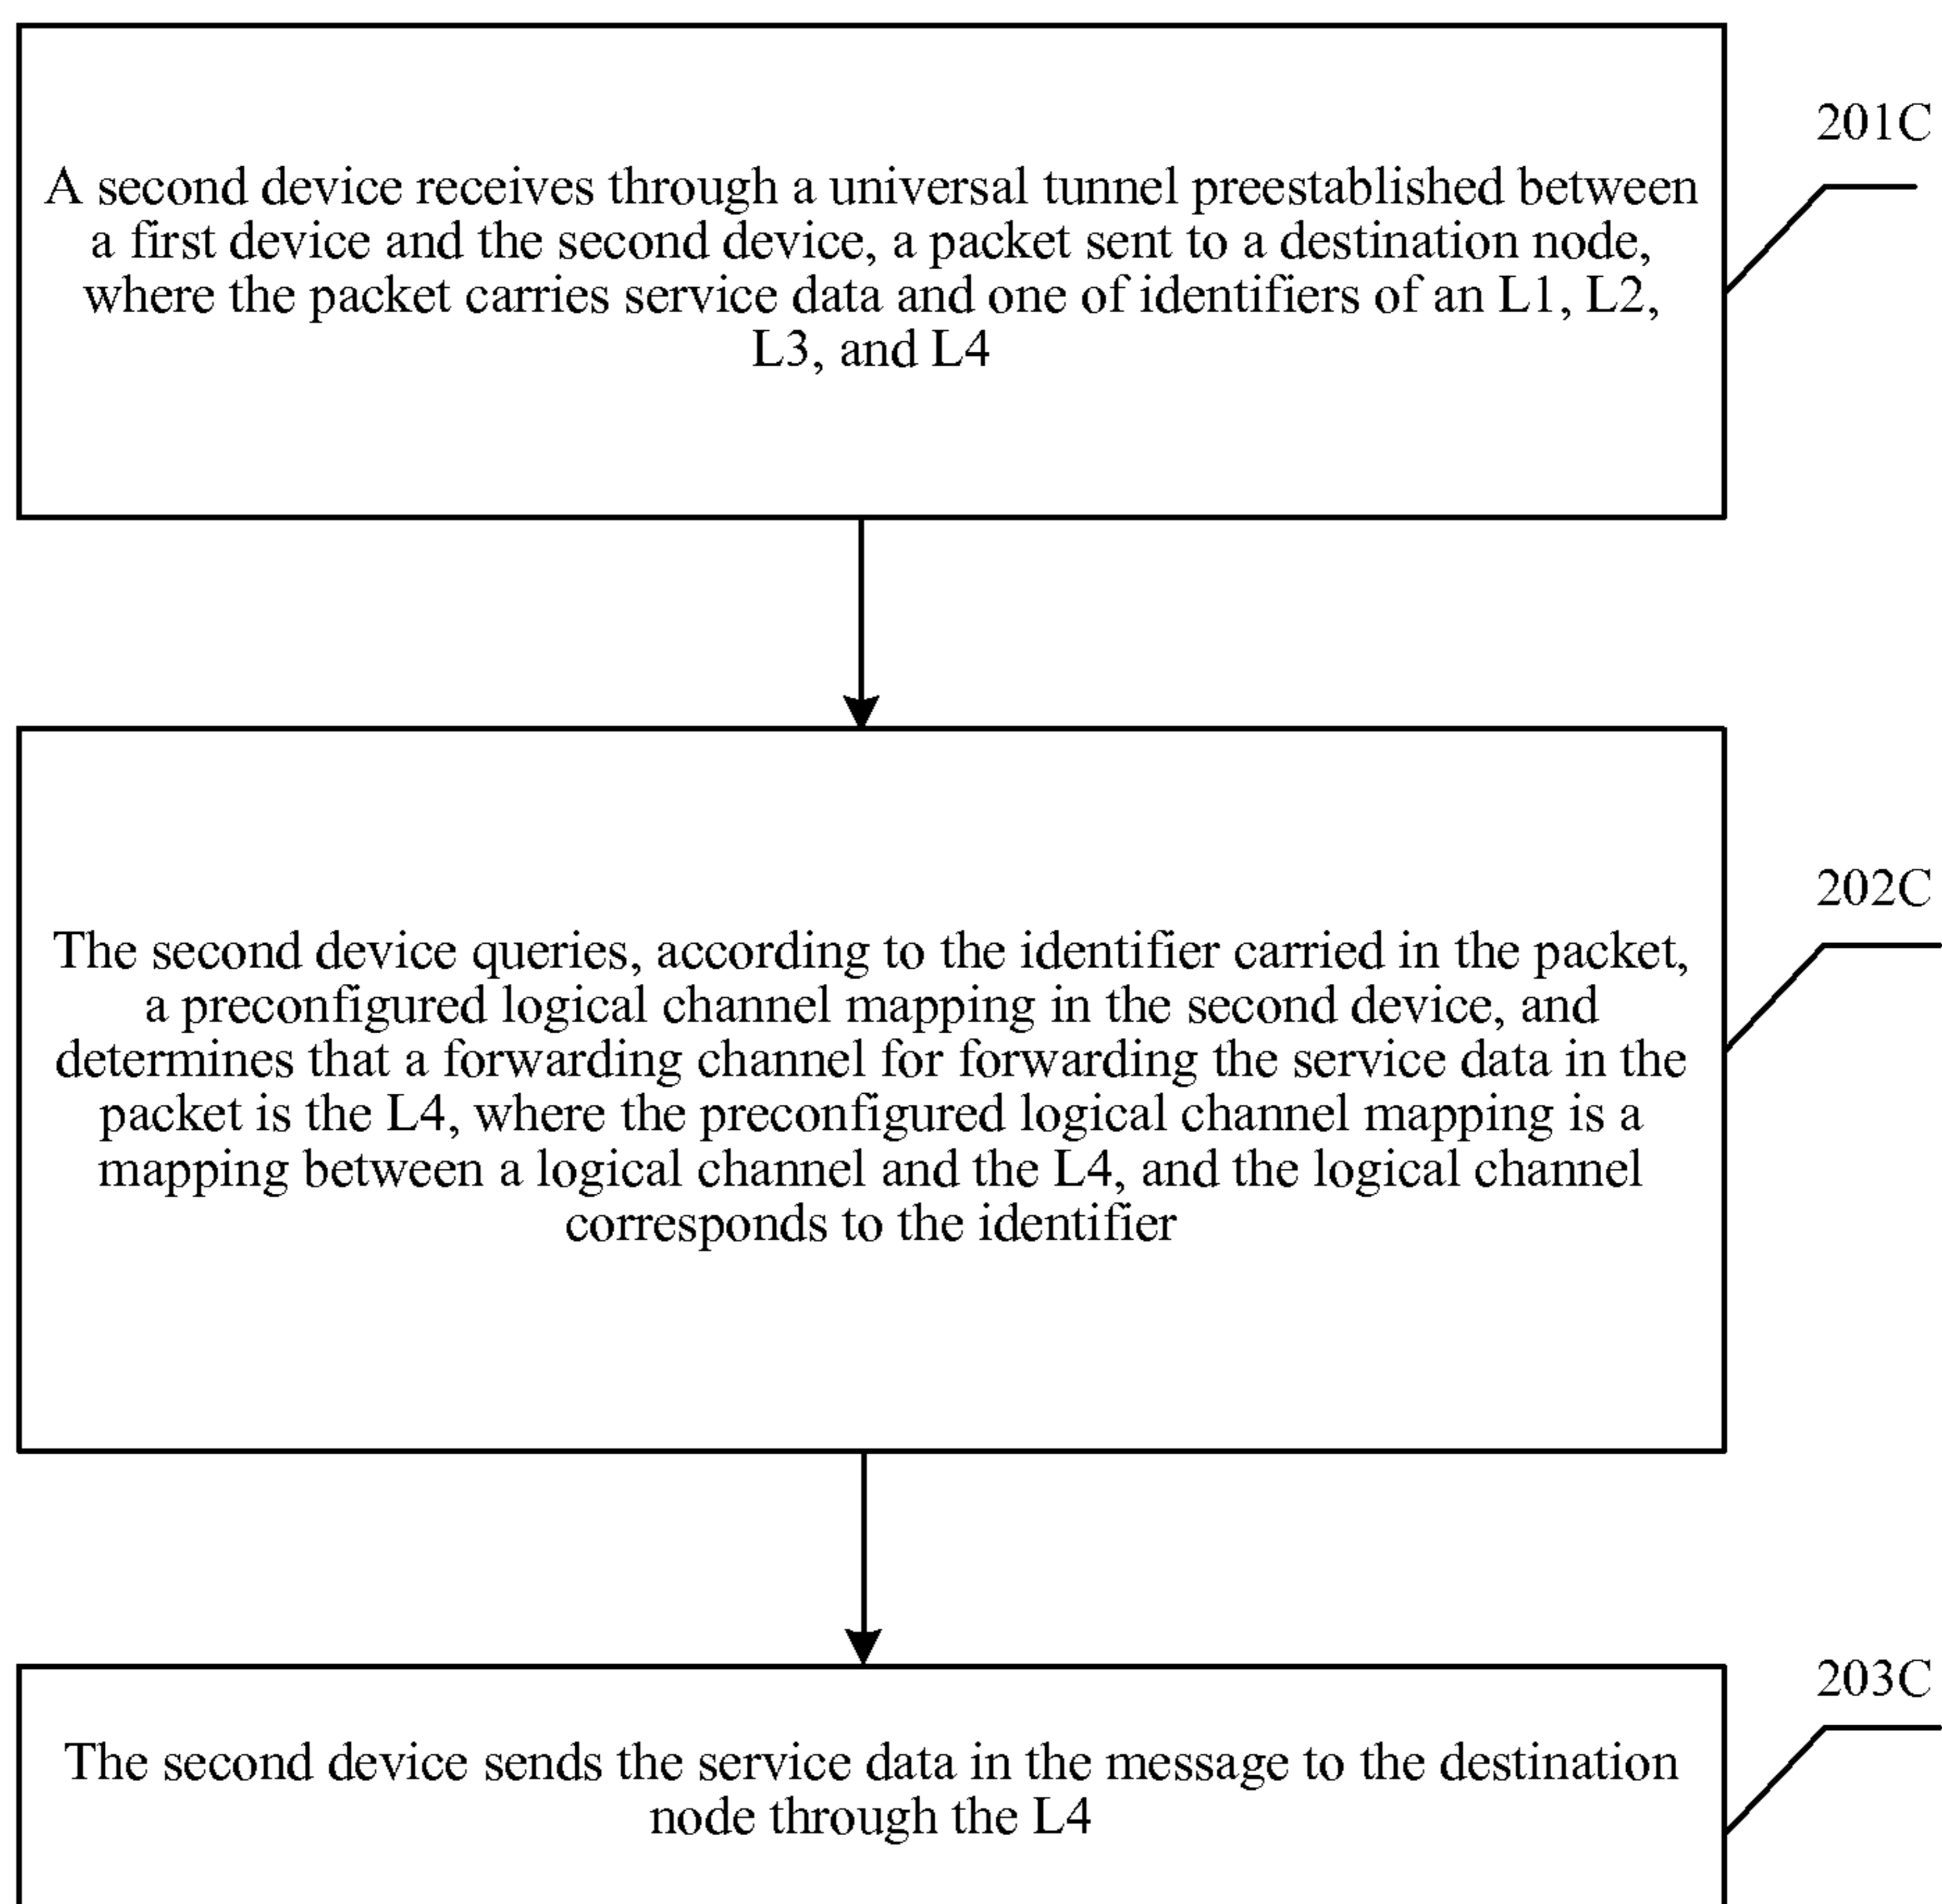 201C
A second device receives through a universal tunnel preestablished between
a first device and the second device, a packet sent to a destination node,
where the packet carries service data and one of identifiers of an L1, L2,
L3, and L4
202C
The second device queries, according to the identifier carried in the packet,
a preconfigured logical channel mapping in the second device, and
determines that a forwarding channel for forwarding the service data in the
packet is the L4, where the preconfigured logical channel mapping is a
mapping between a logical channel and the L4, and the logical channel
corresponds to the identifier
203C
The second device sends the service data in the message to the destination
node through the L4